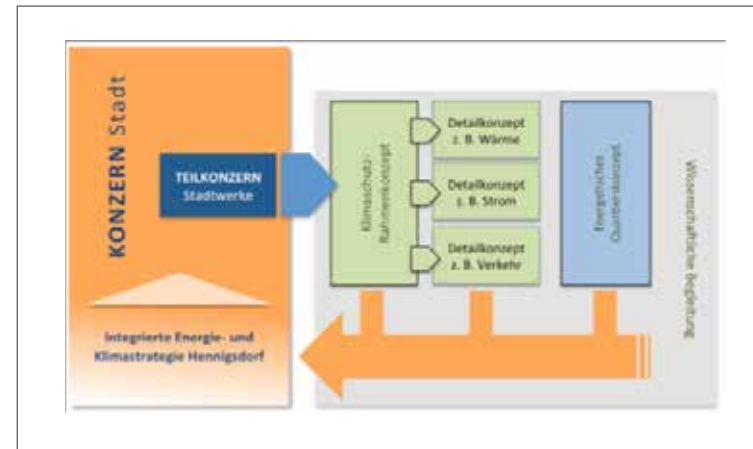 KONZERN Stadt
TEILKONZERN
Stadtwerke
Integrierte Energie- und
Klimastrategie Hennigsdorf
Klimaschutz-
Rahmenkonzept
Detailkonzept
z. B. Wärme
Detailkonzept
z. B. Strom
Detailkonzept
z. B. Verkehr
Energetisches
Quartierskonzept
Wissenschaftliche Begleitung